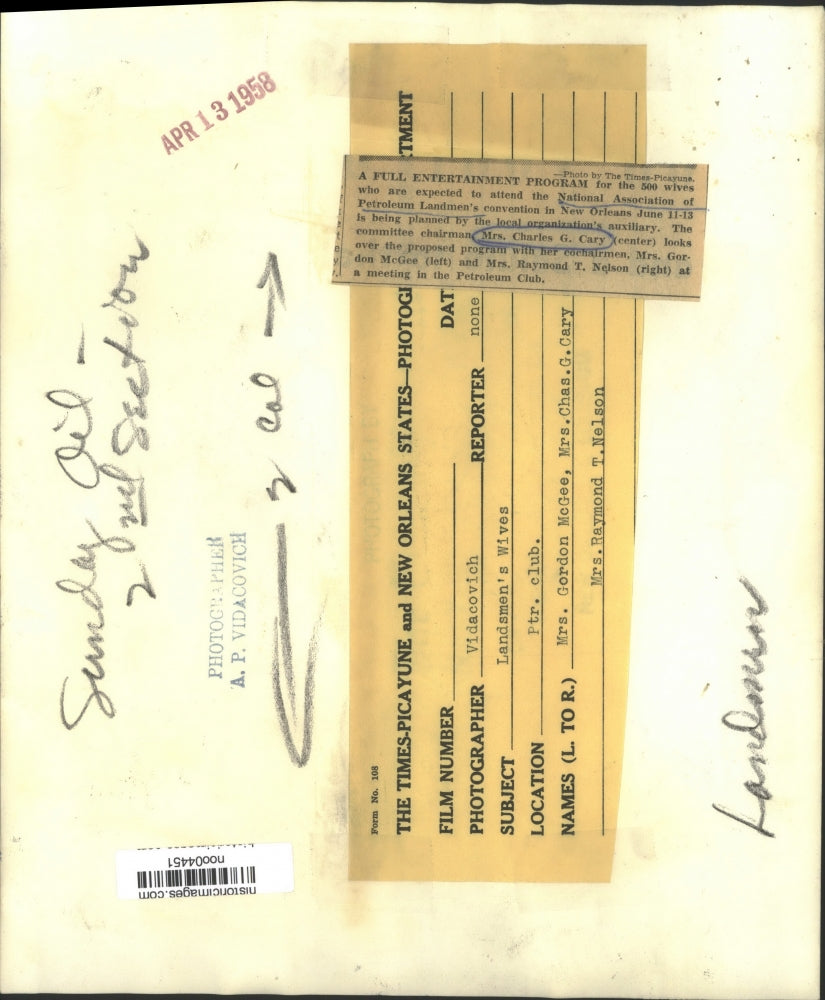 APR 13 1958
—Photo by The Times-Picayune.
A FULL ENTERTAINMENT PROGRAM for the 500 wives
who are expected to attend the National Association of
Petroleum Landmen's convention in New Orleans June 11-13
is being planned by the local organization's auxiliary. The
committee chairman, Mrs. Charles G. Cary (center) looks
over the proposed program with her cochairmen, Mrs. Gor-
don McGee (left) and Mrs. Raymond T. Nelson (right) at
a meeting in the Petroleum Club.
Sunday Oil -
2nd Section
PHOTOGRAPHER
A. P. VIDACOVICH
2 col →
Form No. 108
THE TIMES-PICAYUNE and NEW ORLEANS STATES—PHOTOG TMENT
FILM NUMBER DAT
PHOTOGRAPHER Vidacovich REPORTER none
SUBJECT Landsmen's Wives
LOCATION Ptr. club.
NAMES (L. TO R.) Mrs. Gordon McGee, Mrs.Chas.G.Cary
Mrs.Raymond T.Nelson
Landmen
historicimages.com
noo04451